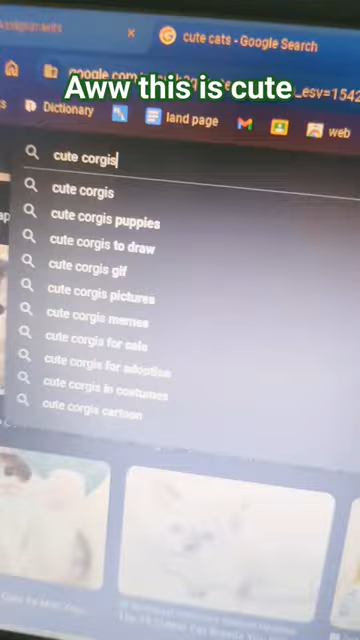 cute cats - Google Search
Aww this is cute
Dictionary
land page
web
cute corgis
cute corgis
cute corgis puppies
cute corgis to draw
cute corgis gif
cute corgis pictures
cute corgis memes
cute corgis for sale
cute corgis for adoption
cute corgis in costumes
cute corgis cartoon